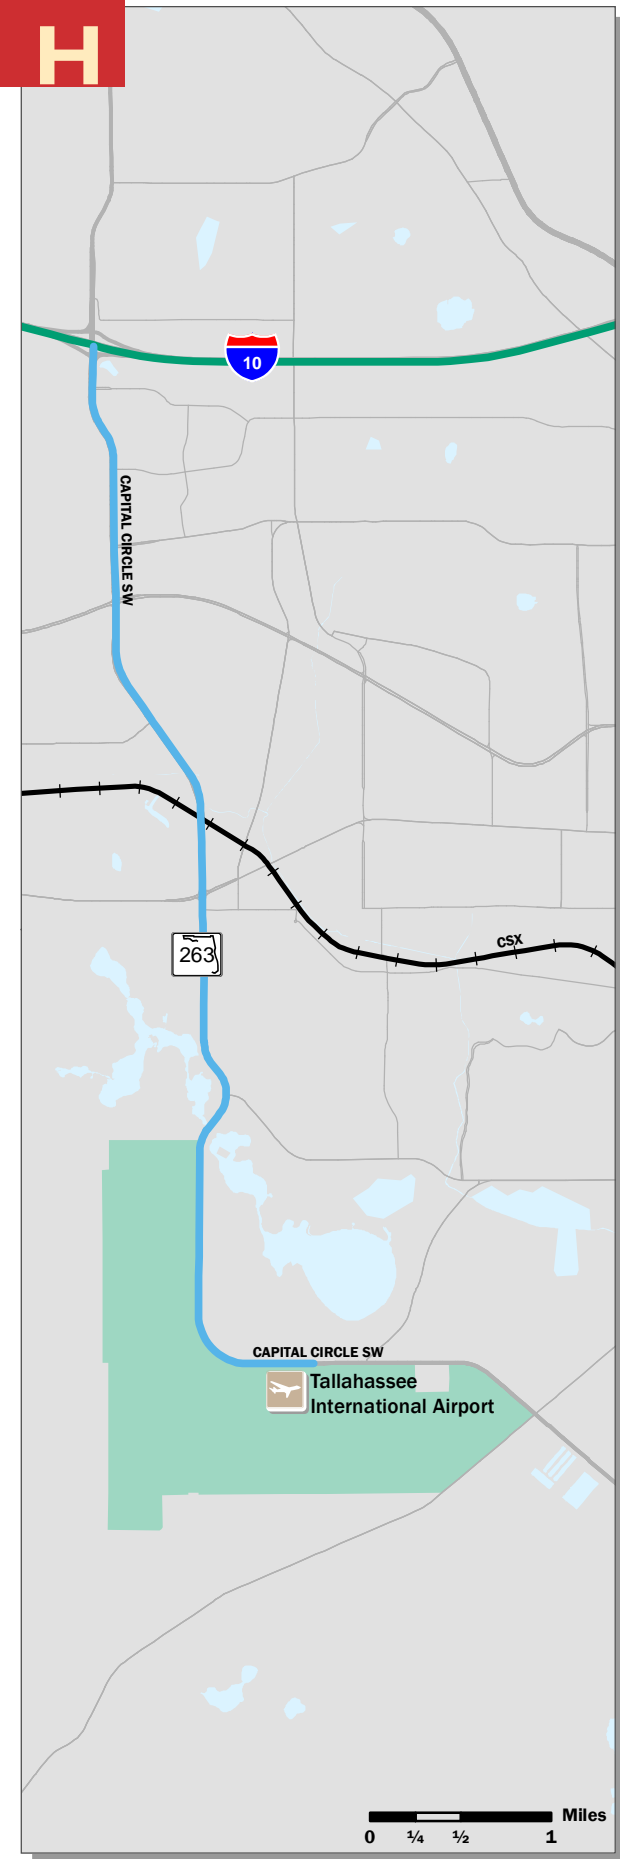 H
10
CAPITAL CIRCLE SW
263
CSX
CAPITAL CIRCLE SW
Tallahassee
International Airport
Miles
0 ¼ ½ 1